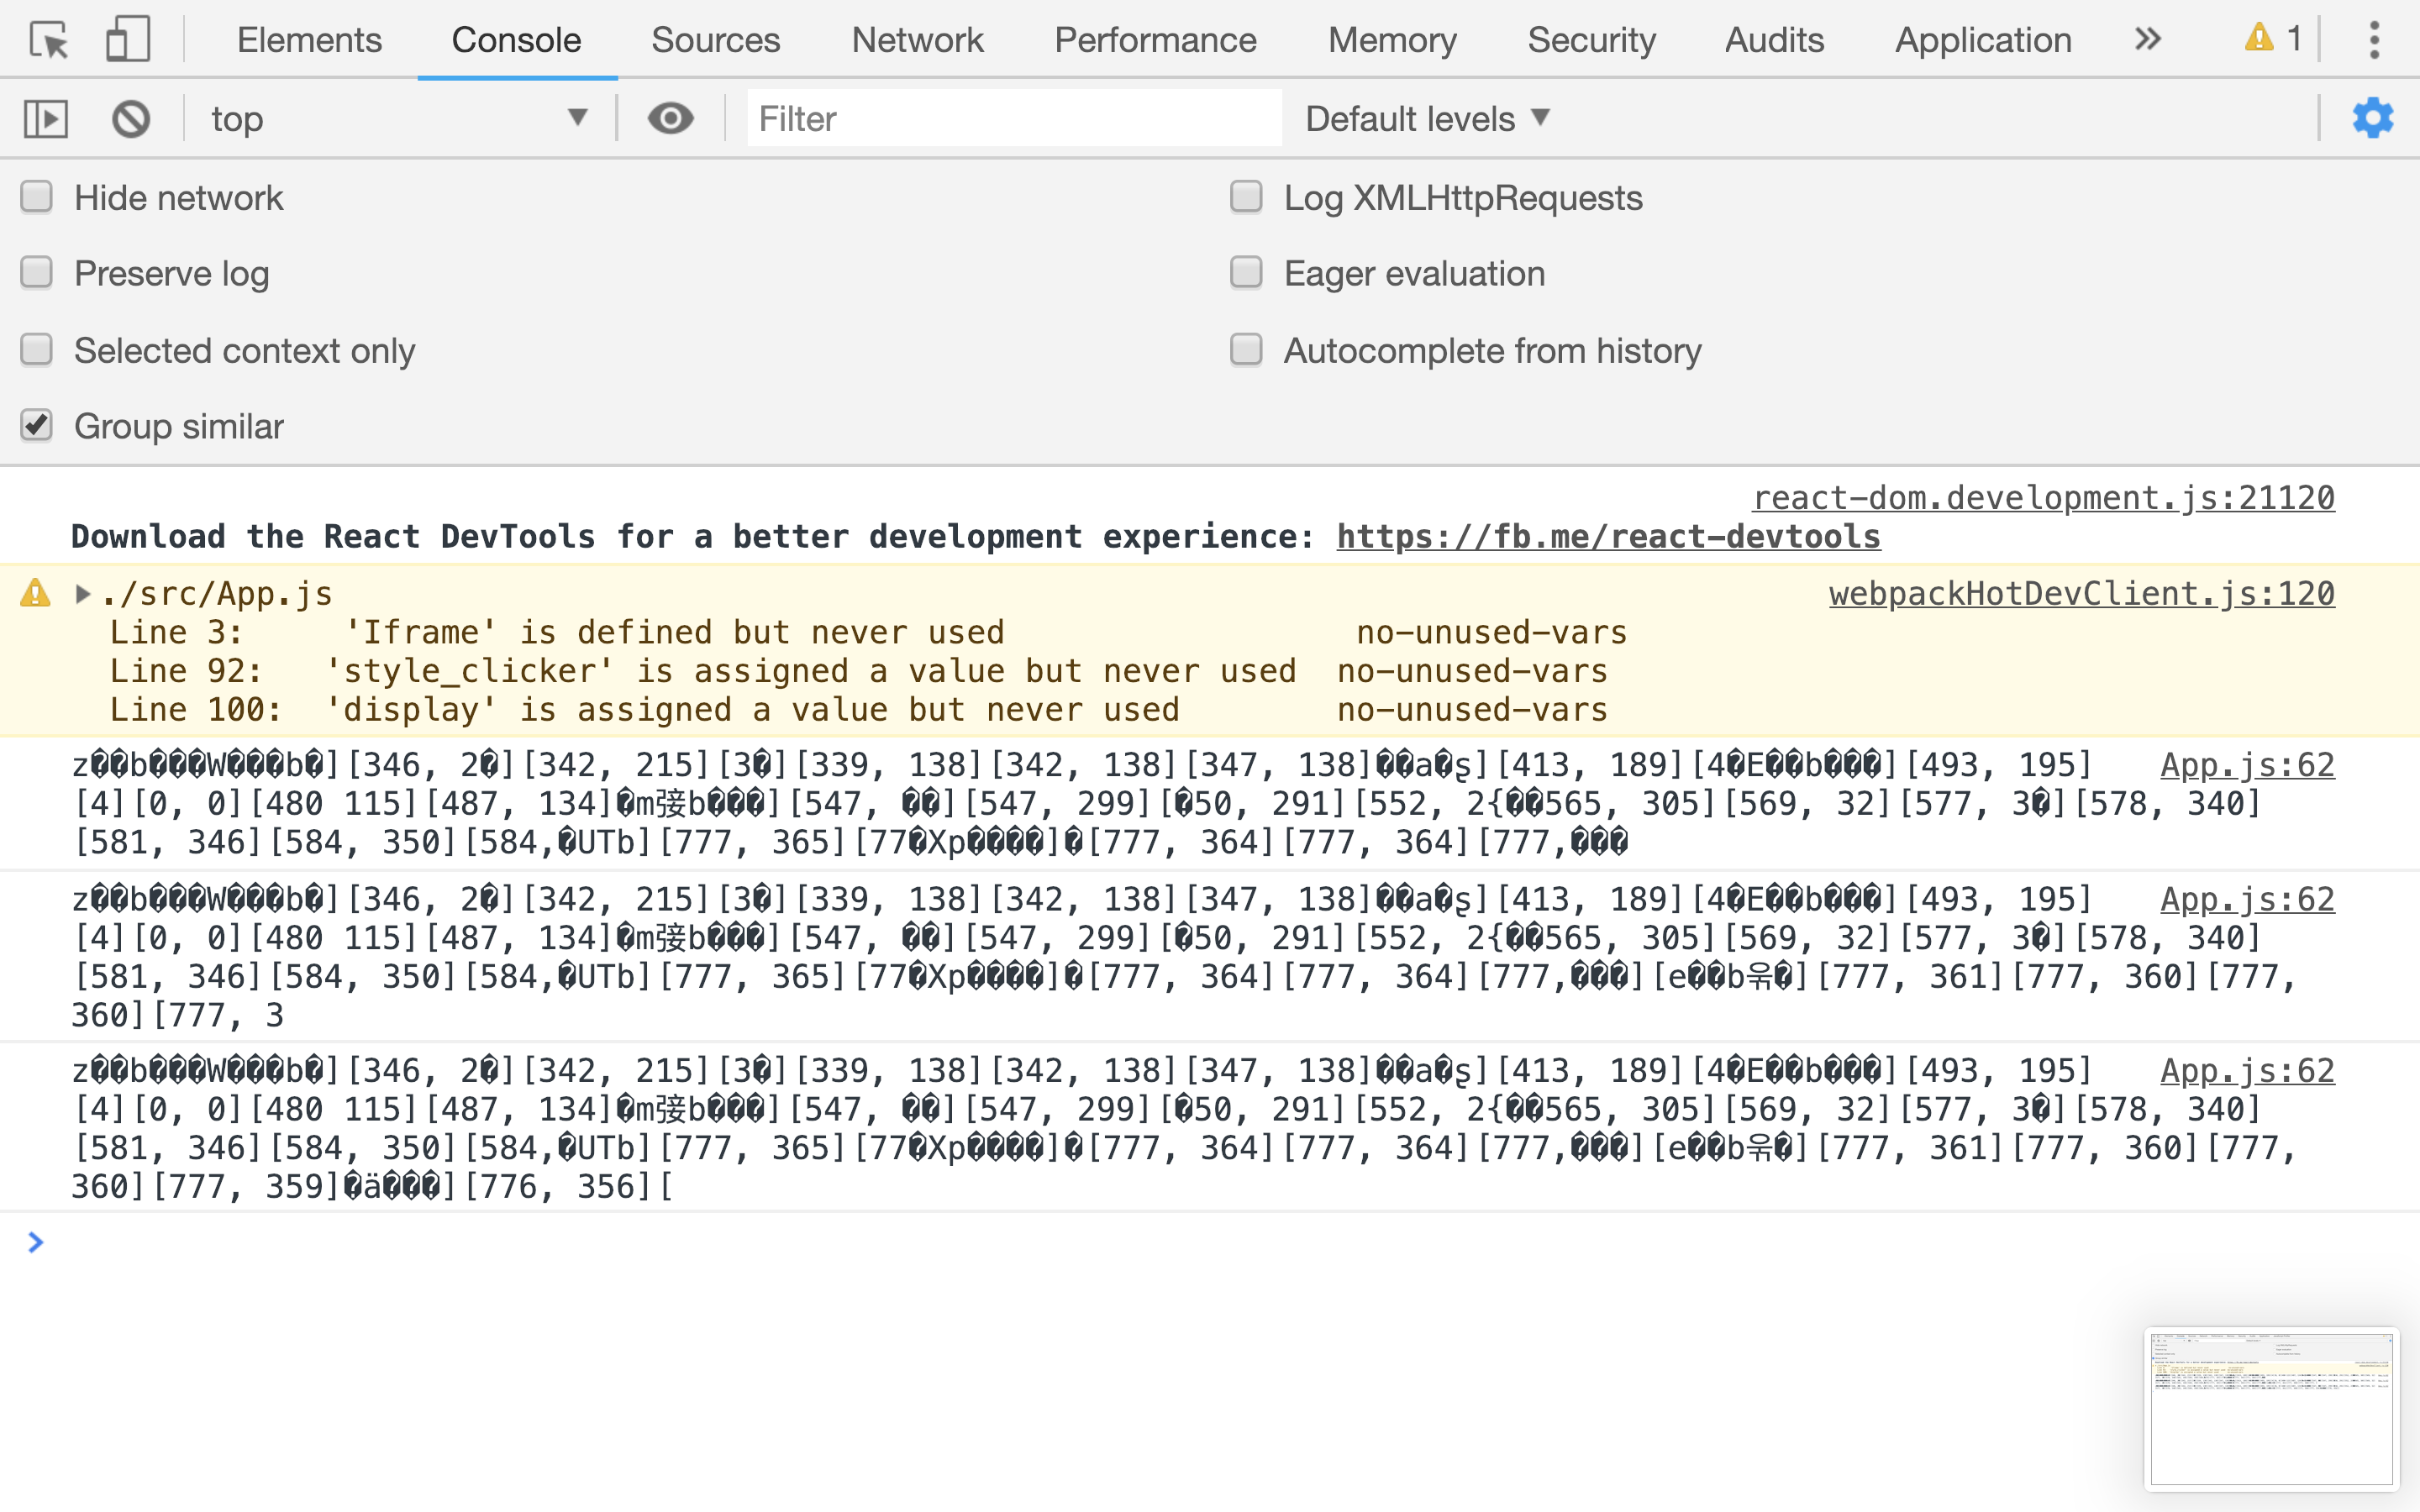 Elements Console Sources Network Performance Memory Security Audits Application » 1
top Filter Default levels
Hide network Log XMLHttpRequests
Preserve log Eager evaluation
Selected context only Autocomplete from history
Group similar
react-dom.development.js:21120
Download the React DevTools for a better development experience: https://fb.me/react-devtools
./src/App.js webpackHotDevClient.js:120
Line 3: 'Iframe' is defined but never used no-unused-vars
Line 92: 'style_clicker' is assigned a value but never used no-unused-vars
Line 100: 'display' is assigned a value but never used no-unused-vars
z��b���W���b�][346, 2�][342, 215][3�][339, 138][342, 138][347, 138]��a�ȿ][413, 189][4�E��b���][493, 195] App.js:62
[4][0, 0][480 115][487, 134]�m㢺b���][547, ��][547, 299][�50, 291][552, 2{��565, 305][569, 32][577, 3�][578, 340]
[581, 346][584, 350][584,�UTb][777, 365][77�Xp����]�[777, 364][777, 364][777,���
z��b���W���b�][346, 2�][342, 215][3�][339, 138][342, 138][347, 138]��a�ȿ][413, 189][4�E��b���][493, 195] App.js:62
[4][0, 0][480 115][487, 134]�m㢺b���][547, ��][547, 299][�50, 291][552, 2{��565, 305][569, 32][577, 3�][578, 340]
[581, 346][584, 350][584,�UTb][777, 365][77�Xp����]�[777, 364][777, 364][777,���][e��b욲�][777, 361][777, 360][777,
360][777, 3
z��b���W���b�][346, 2�][342, 215][3�][339, 138][342, 138][347, 138]��a�ȿ][413, 189][4�E��b���][493, 195] App.js:62
[4][0, 0][480 115][487, 134]�m㢺b���][547, ��][547, 299][�50, 291][552, 2{��565, 305][569, 32][577, 3�][578, 340]
[581, 346][584, 350][584,�UTb][777, 365][77�Xp����]�[777, 364][777, 364][777,���][e��b욲�][777, 361][777, 360][777,
360][777, 359]�ä���][776, 356][